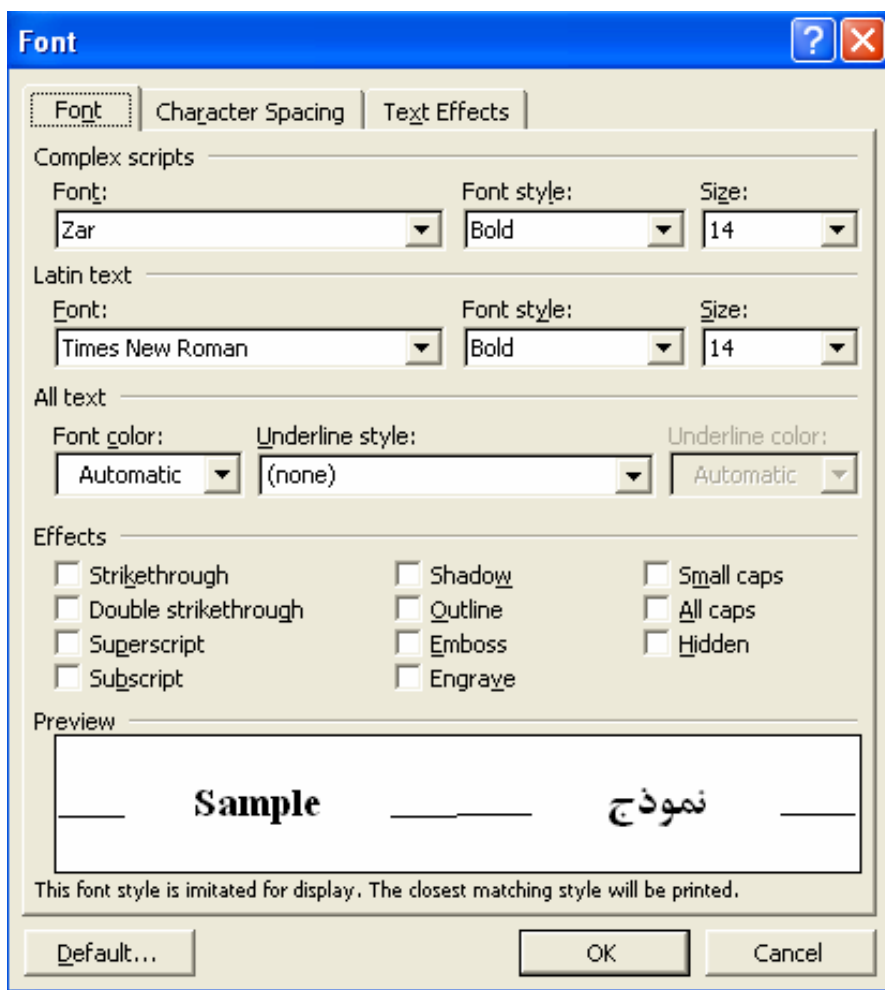 Font
Font Character Spacing Text Effects
Complex scripts
Font: Font style: Size:
Zar Bold 14
Latin text
Font: Font style: Size:
Times New Roman Bold 14
All text
Font color: Underline style: Underline color:
Automatic (none) Automatic
Effects
Strikethrough Shadow Small caps
Double strikethrough Outline All caps
Superscript Emboss Hidden
Subscript Engrave
Preview
Sample نموذج
This font style is imitated for display. The closest matching style will be printed.
Default... OK Cancel